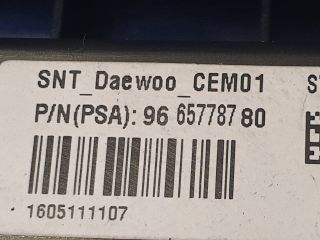 SNT_Daewoo_CEM01
P/N(PSA): 96 657787 80
1605111107